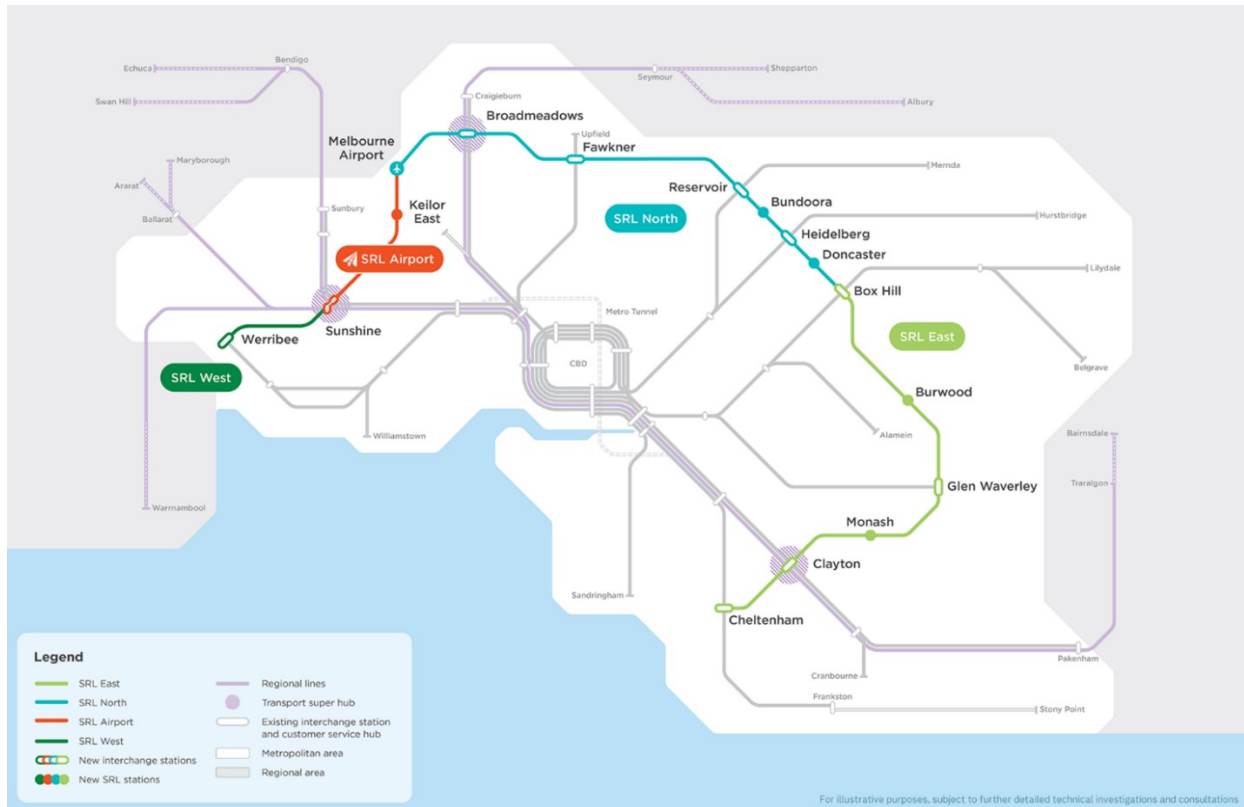 Echuca
Bendigo
Swan Hill
Shepparton
Seymour
Albury
Craigieburn
Broadmeadows
Melbourne
Airport
Upfield
Fawkner
Maryborough
Ararat
Ballarat
Sunbury
Keilor
East
Mernda
Reservoir
Bundoora
SRL North
Hurstbridge
Heidelberg
Doncaster
SRL Airport
Lilydale
Box Hill
Metro Tunnel
Sunshine
Werribee
SRL East
CBD
SRL West
Belgrave
Burwood
Williamstown
Alamein
Bairnsdale
Traralgon
Glen Waverley
Warrnambool
Monash
Clayton
Sandringham
Cheltenham
Pakenham
Cranbourne
Frankston
Stony Point
Legend
SRL East
SRL North
SRL Airport
SRL West
New interchange stations
New SRL stations
Regional lines
Transport super hub
Existing interchange station
and customer service hub
Metropolitan area
Regional area
For illustrative purposes, subject to further detailed technical investigations and consultations